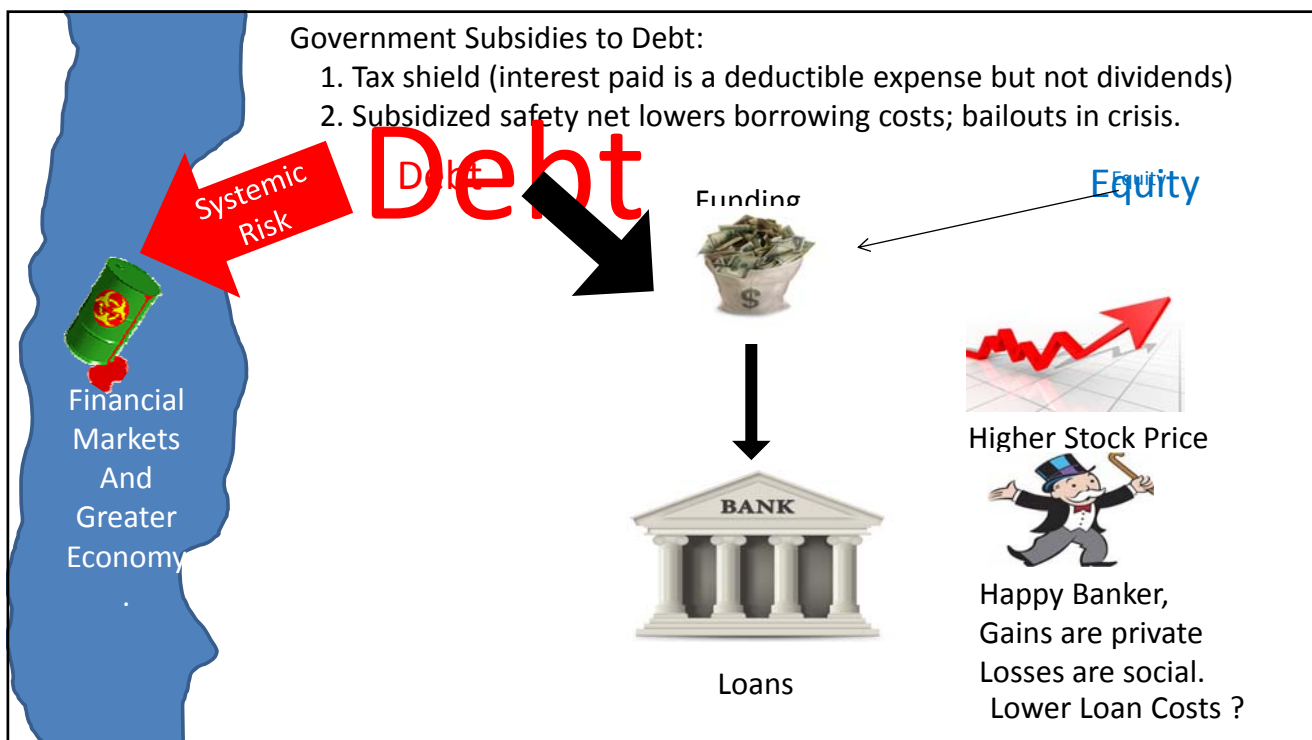 Government Subsidies to Debt:
1. Tax shield (interest paid is a deductible expense but not dividends)
2. Subsidized safety net lowers borrowing costs; bailouts in crisis.
Debt
Debt
Systemic
Risk
Funding
Equity
Equity
$
Financial
Markets
And
Greater
Economy
.
BANK
Loans
Higher Stock Price
Happy Banker,
Gains are private
Losses are social.
Lower Loan Costs ?